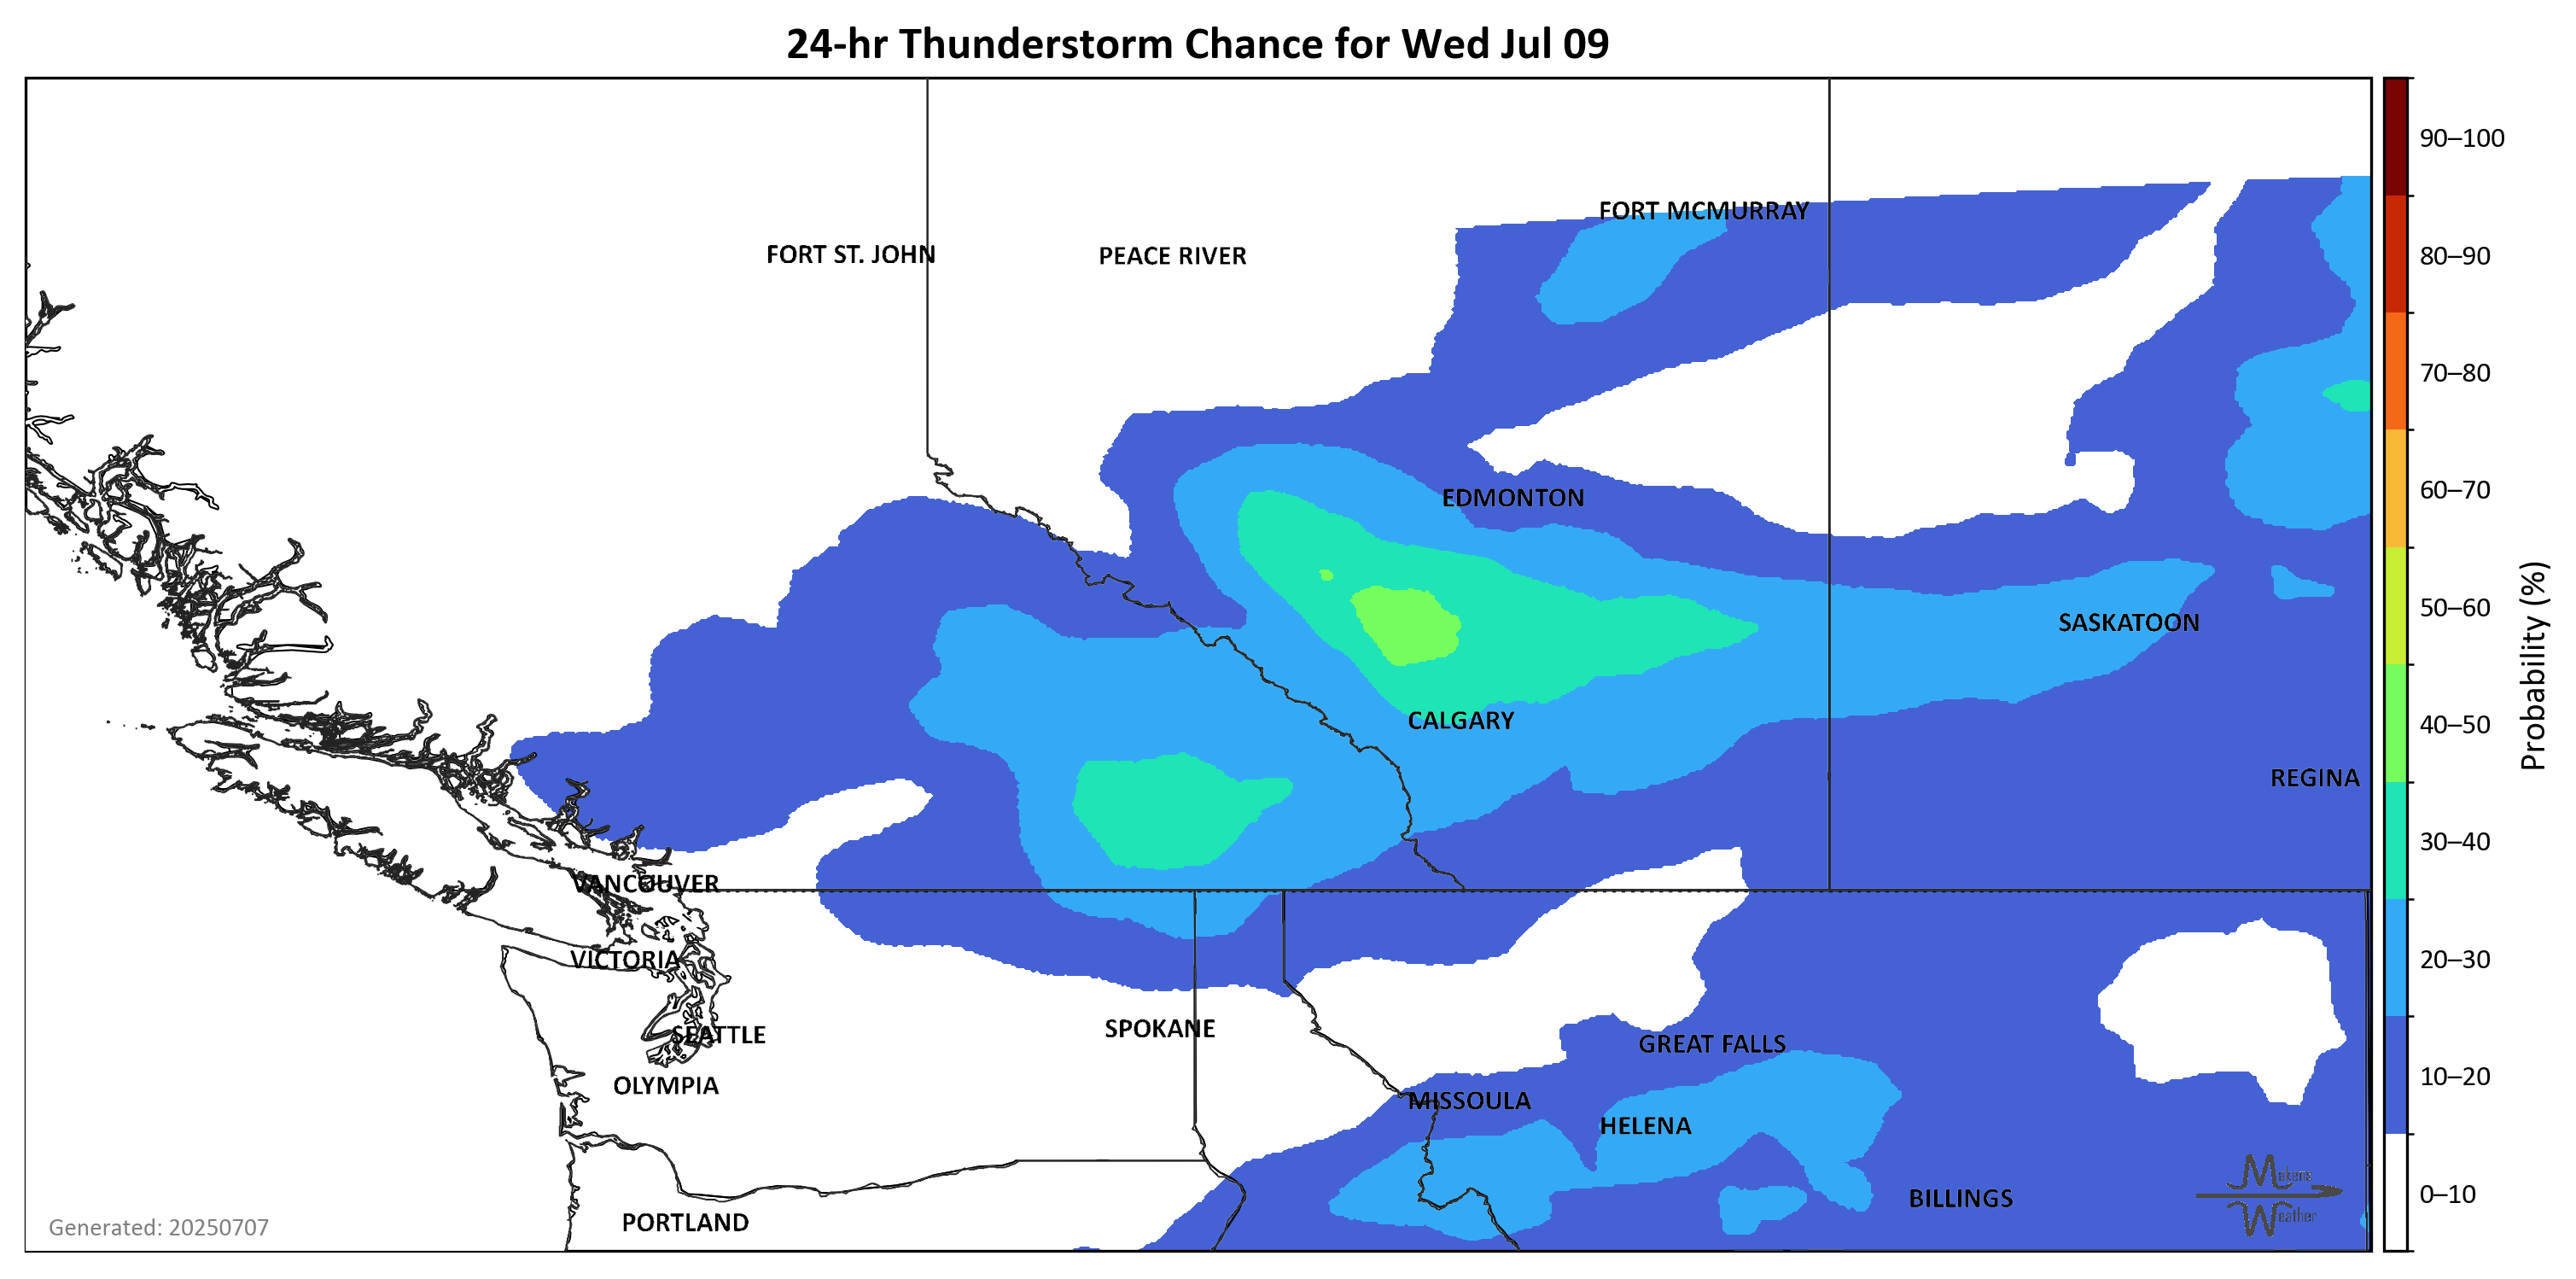 24-hr Thunderstorm Chance for Wed Jul 09
90–100
FORT MCMURRAY
FORT ST. JOHN
PEACE RIVER
80–90
70–80
60–70
EDMONTON
50–60
SASKATOON
CALGARY
40–50
Probability (%)
REGINA
30–40
VANCOUVER
VICTORIA
20–30
SPOKANE
SEATTLE
GREAT FALLS
10–20
OLYMPIA
MISSOULA
HELENA
Mekens
Weather
0–10
BILLINGS
PORTLAND
Generated: 20250707